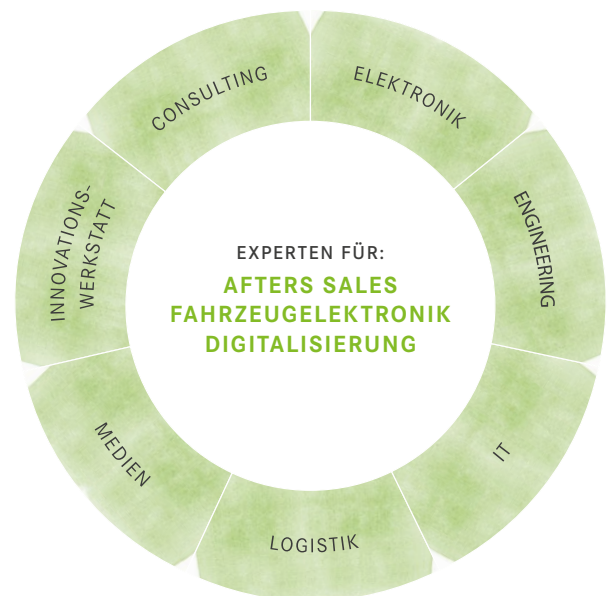 CONSULTING
ELEKTRONIK
ENGINEERING
IT
LOGISTIK
MEDIEN
INNOVATIONS-
WERKSTATT
EXPERTEN FÜR:
AFTERS SALES
FAHRZEUGELEKTRONIK
DIGITALISIERUNG